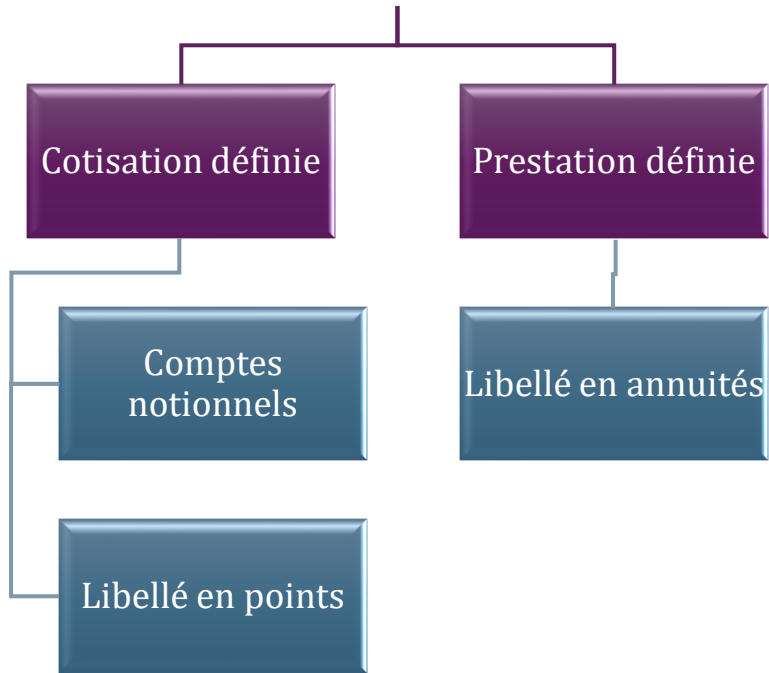 Cotisation définie
Prestation définie
Comptes
notionnels
Libellé en annuités
Libellé en points